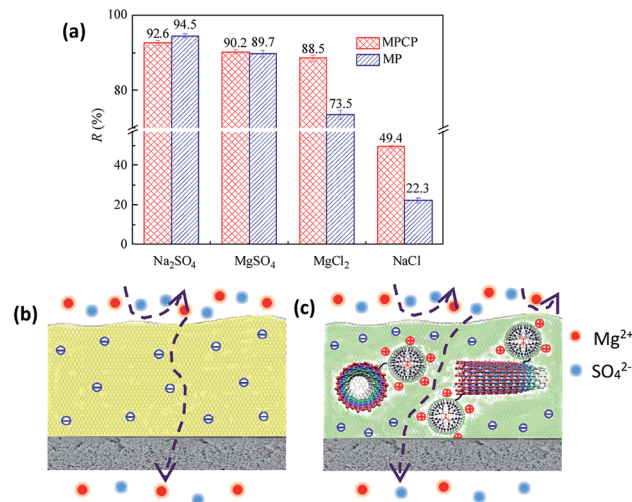 (a)
100
80
40
20
0
R (%)
92.6
94.5
90.2
89.7
88.5
73.5
49.4
22.3
MPCP
MP
Na₂SO₄
MgSO₄
MgCl₂
NaCl
(b)
(c)
Mg²⁺
SO₄²⁻